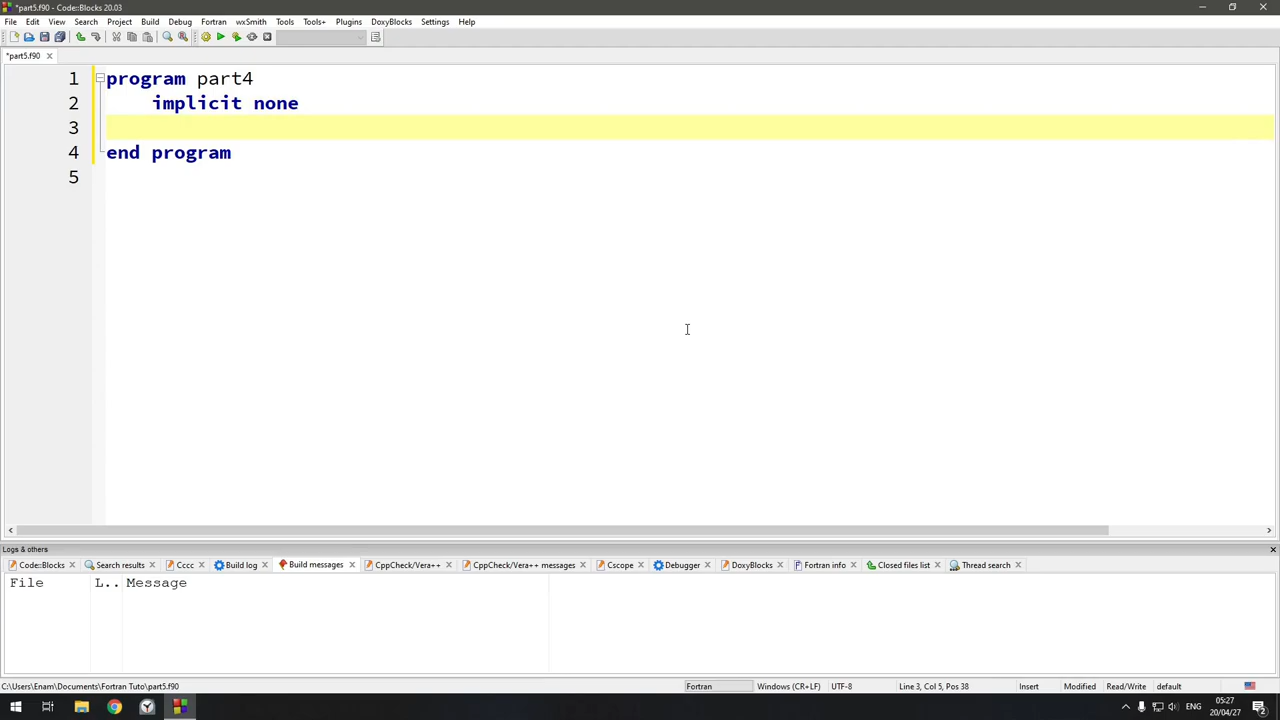 *part5.f90 - Code::Blocks 20.03
File Edit View Search Project Build Debug Fortran wxSmith Tools Tools+ Plugins DoxyBlocks Settings Help
*part5.f90
1 program part4
2 implicit none
3
4 end program
5
Logs & others
Code::Blocks Search results Cccc Build log Build messages CppCheck/Vera++ CppCheck/Vera++ messages Cscope Debugger DoxyBlocks Fortran info Closed files list Thread search
File L.. Message
C:\Users\Enam\Documents\Fortran Tuto\part5.f90 Fortran Windows (CR+LF) UTF-8 Line 3, Col 5, Pos 38 Insert Modified Read/Write default
ENG 05:27
20/04/27 2